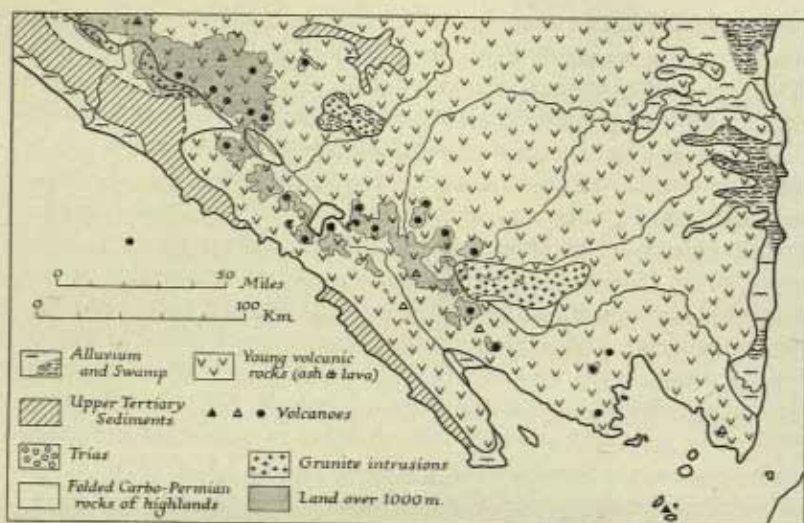 0 50 Miles
0 100 Km.
Alluvium and Swamp
Young volcanic rocks (ash & lava)
Upper Tertiary Sediments
Volcanoes
Trias
Granite intrusions
Folded Carbo-Permian rocks of highlands
Land over 1000 m.